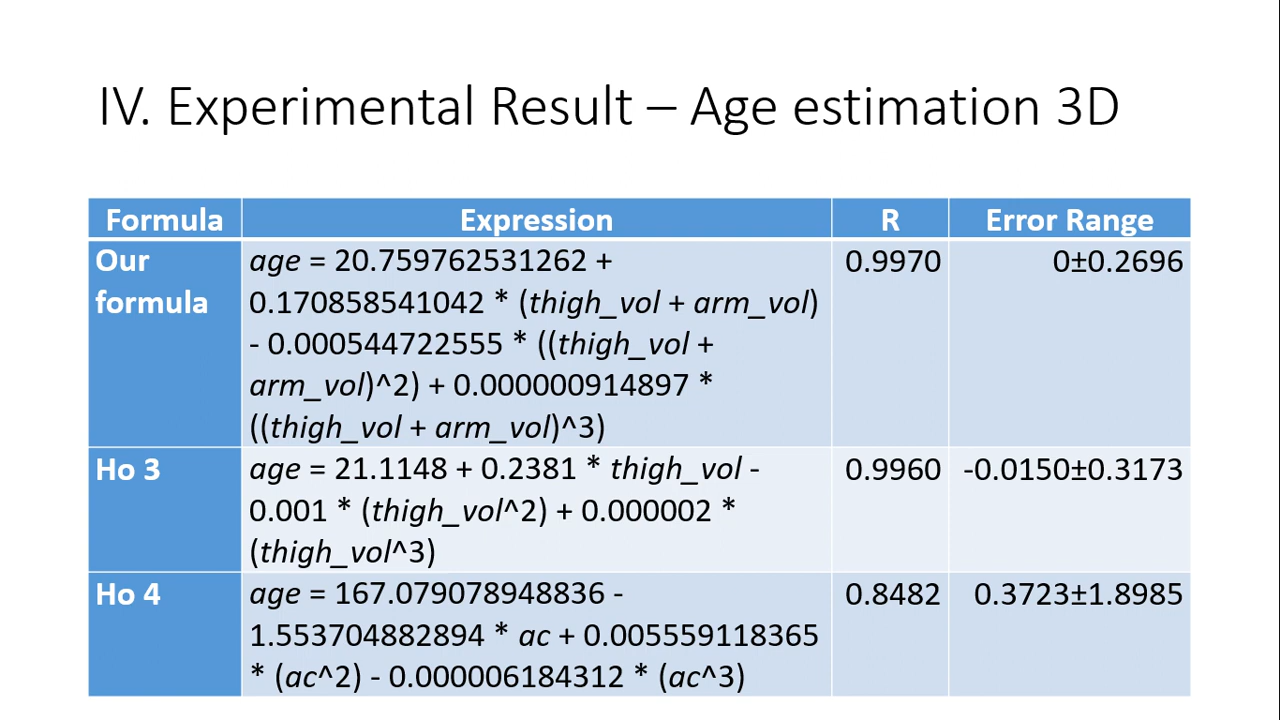 IV. Experimental Result – Age estimation 3D
Formula Expression R Error Range
Our formula
age = 20.759762531262 +
0.170858541042 * (thigh_vol + arm_vol)
- 0.000544722555 * ((thigh_vol +
arm_vol)^2) + 0.000000914897 *
((thigh_vol + arm_vol)^3)
0.9970
0±0.2696
Ho 3
age = 21.1148 + 0.2381 * thigh_vol -
0.001 * (thigh_vol^2) + 0.000002 *
(thigh_vol^3)
0.9960
-0.0150±0.3173
Ho 4
age = 167.079078948836 -
1.553704882894 * ac + 0.005559118365
* (ac^2) - 0.000006184312 * (ac^3)
0.8482
0.3723±1.8985